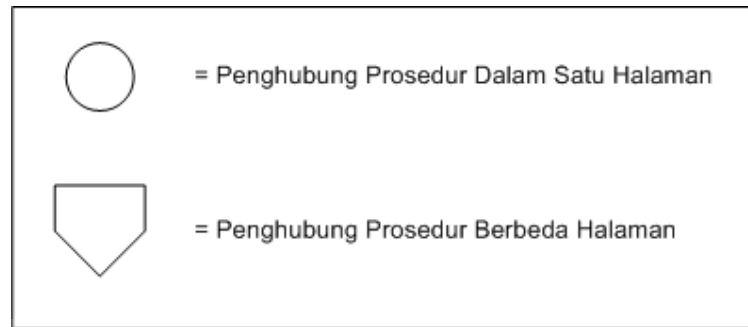 = Penghubung Prosedur Dalam Satu Halaman
= Penghubung Prosedur Berbeda Halaman